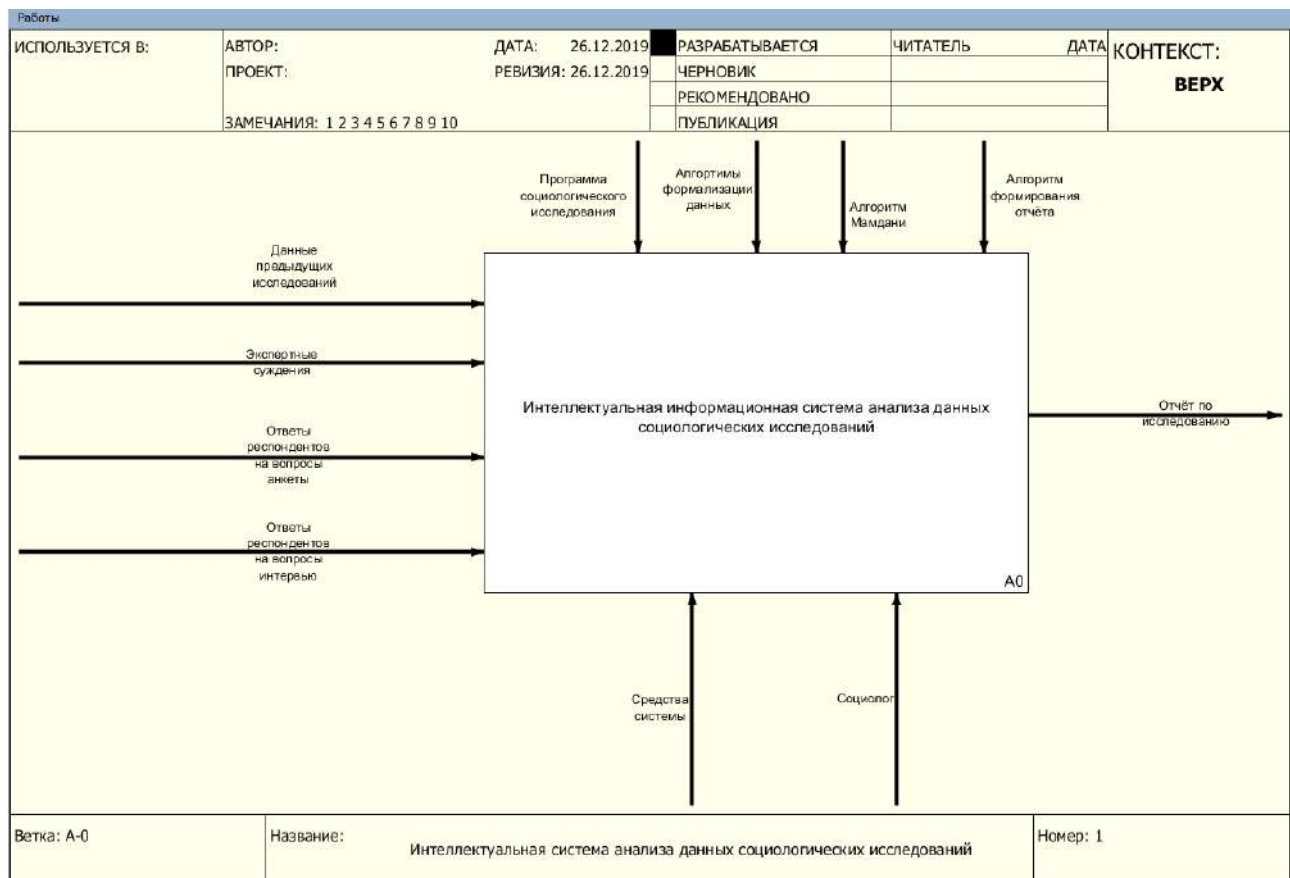 Работы
ИСПОЛЬЗУЕТСЯ В:
АВТОР:
ДАТА: 26.12.2019
РАЗРАБАТЫВАЕТСЯ
ЧИТАТЕЛЬ
ДАТА
КОНТЕКСТ:
ПРОЕКТ:
РЕВИЗИЯ: 26.12.2019
ЧЕРНОВИК
ВЕРХ
РЕКОМЕНДОВАНО
ЗАМЕЧАНИЯ: 1 2 3 4 5 6 7 8 9 10
ПУБЛИКАЦИЯ
Программа
социологического
исследования
Алгортимы
формализации
данных
Алгоритм
Мамдани
Алгоритм
формирования
отчёта
Данные
предыдущих
исследований
Экспертные
суждения
Ответы
респондентов
на вопросы
анкеты
Ответы
респондентов
на вопросы
интервью
Интеллектуальная информационная система анализа данных
социологических исследований
A0
Отчёт по
исследованию
Средства
системы
Социолог
Ветка: A-0
Название:
Интеллектуальная система анализа данных социологических исследований
Номер: 1